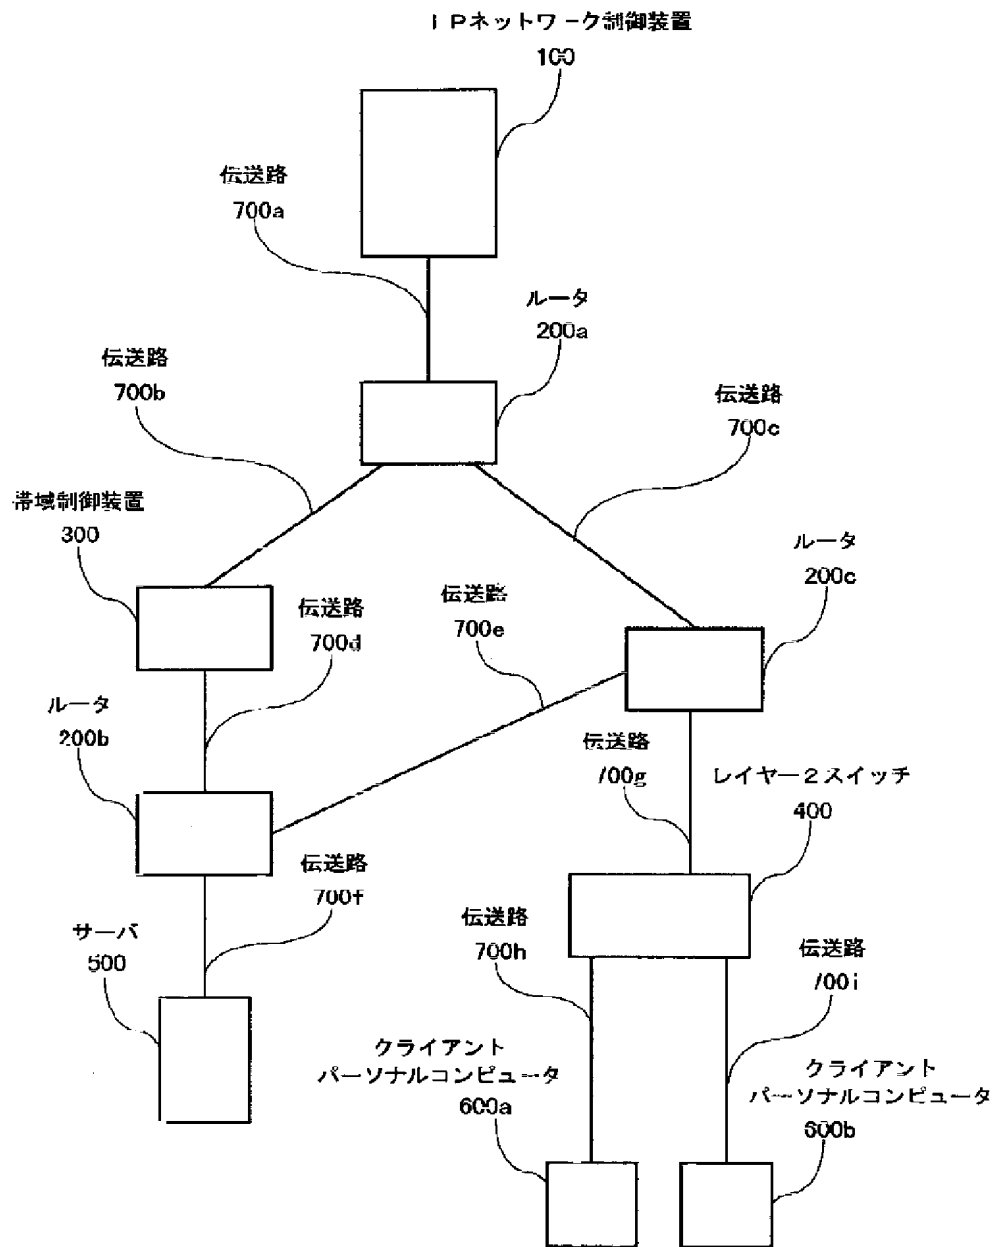 IPネットワーク制御装置
100
伝送路
700a
ルータ
200a
伝送路
700b
伝送路
700c
帯域制御装置
300
ルータ
200c
伝送路
700d
伝送路
700e
ルータ
200b
伝送路
700g
レイヤー2スイッチ
400
伝送路
700f
サーバ
500
伝送路
700h
伝送路
700i
クライアント
パーソナルコンピュータ
600a
クライアント
パーソナルコンピュータ
600b